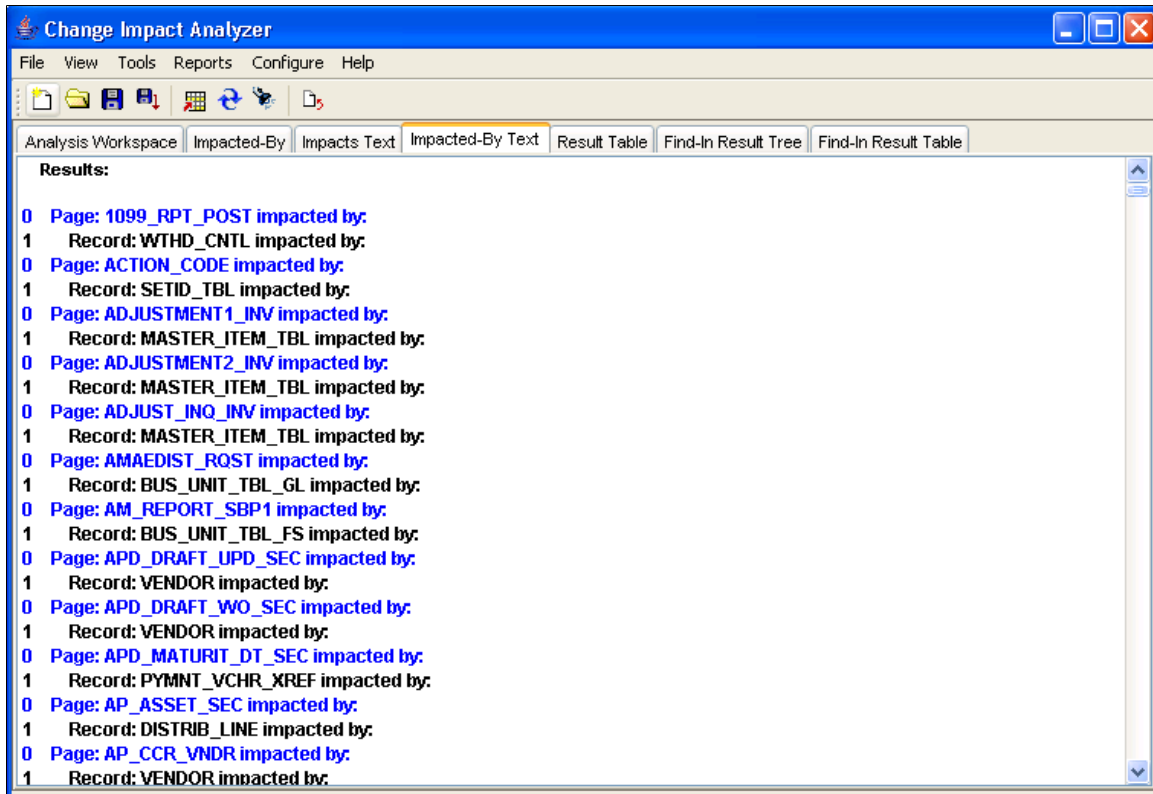 Change Impact Analyzer
File View Tools Reports Configure Help
Analysis Workspace Impacted-By Impacts Text Impacted-By Text Result Table Find-In Result Tree Find-In Result Table
Results:
0 Page: 1099_RPT_POST impacted by:
1 Record: WTHD_CNTL impacted by:
0 Page: ACTION_CODE impacted by:
1 Record: SETID_TBL impacted by:
0 Page: ADJUSTMENT1_INV impacted by:
1 Record: MASTER_ITEM_TBL impacted by:
0 Page: ADJUSTMENT2_INV impacted by:
1 Record: MASTER_ITEM_TBL impacted by:
0 Page: ADJUST_INQ_INV impacted by:
1 Record: MASTER_ITEM_TBL impacted by:
0 Page: AMAEDIST_RQST impacted by:
1 Record: BUS_UNIT_TBL_GL impacted by:
0 Page: AM_REPORT_SBP1 impacted by:
1 Record: BUS_UNIT_TBL_FS impacted by:
0 Page: APD_DRAFT_UPD_SEC impacted by:
1 Record: VENDOR impacted by:
0 Page: APD_DRAFT_WO_SEC impacted by:
1 Record: VENDOR impacted by:
0 Page: APD_MATURIT_DT_SEC impacted by:
1 Record: PYMNT_VCHR_XREF impacted by:
0 Page: AP_ASSET_SEC impacted by:
1 Record: DISTRIB_LINE impacted by:
0 Page: AP_CCR_VNDR impacted by:
1 Record: VENDOR impacted by: